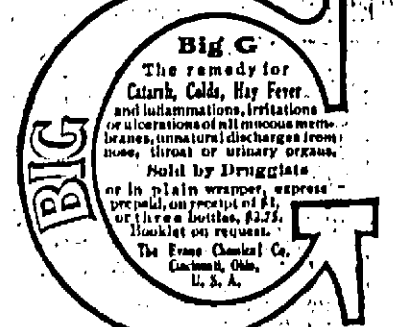 BIG
Big G
The remedy for
Catarrh, Colds, Hay Fever
and inflammations, irritations
or ulcerations of all mucous mem-
branes, unnatural discharges from
nose, throat or urinary organs.
Sold by Druggists
or in plain wrapper, express
prepaid, on receipt of $1,
or three bottles, $2.75.
Booklet on request.
The Evans Chemical Co.
Cincinnati, Ohio,
U. S. A.